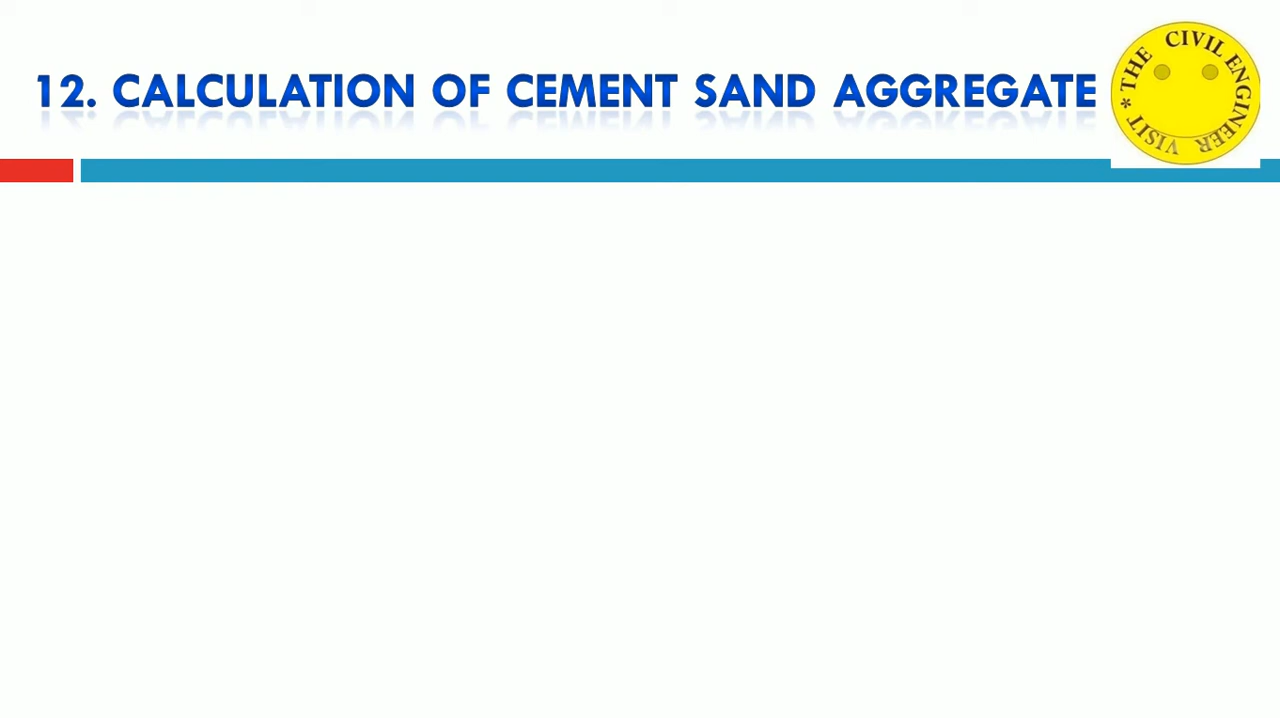 12. CALCULATION OF CEMENT SAND AGGREGATE
THE CIVIL ENGINEER VISIT *